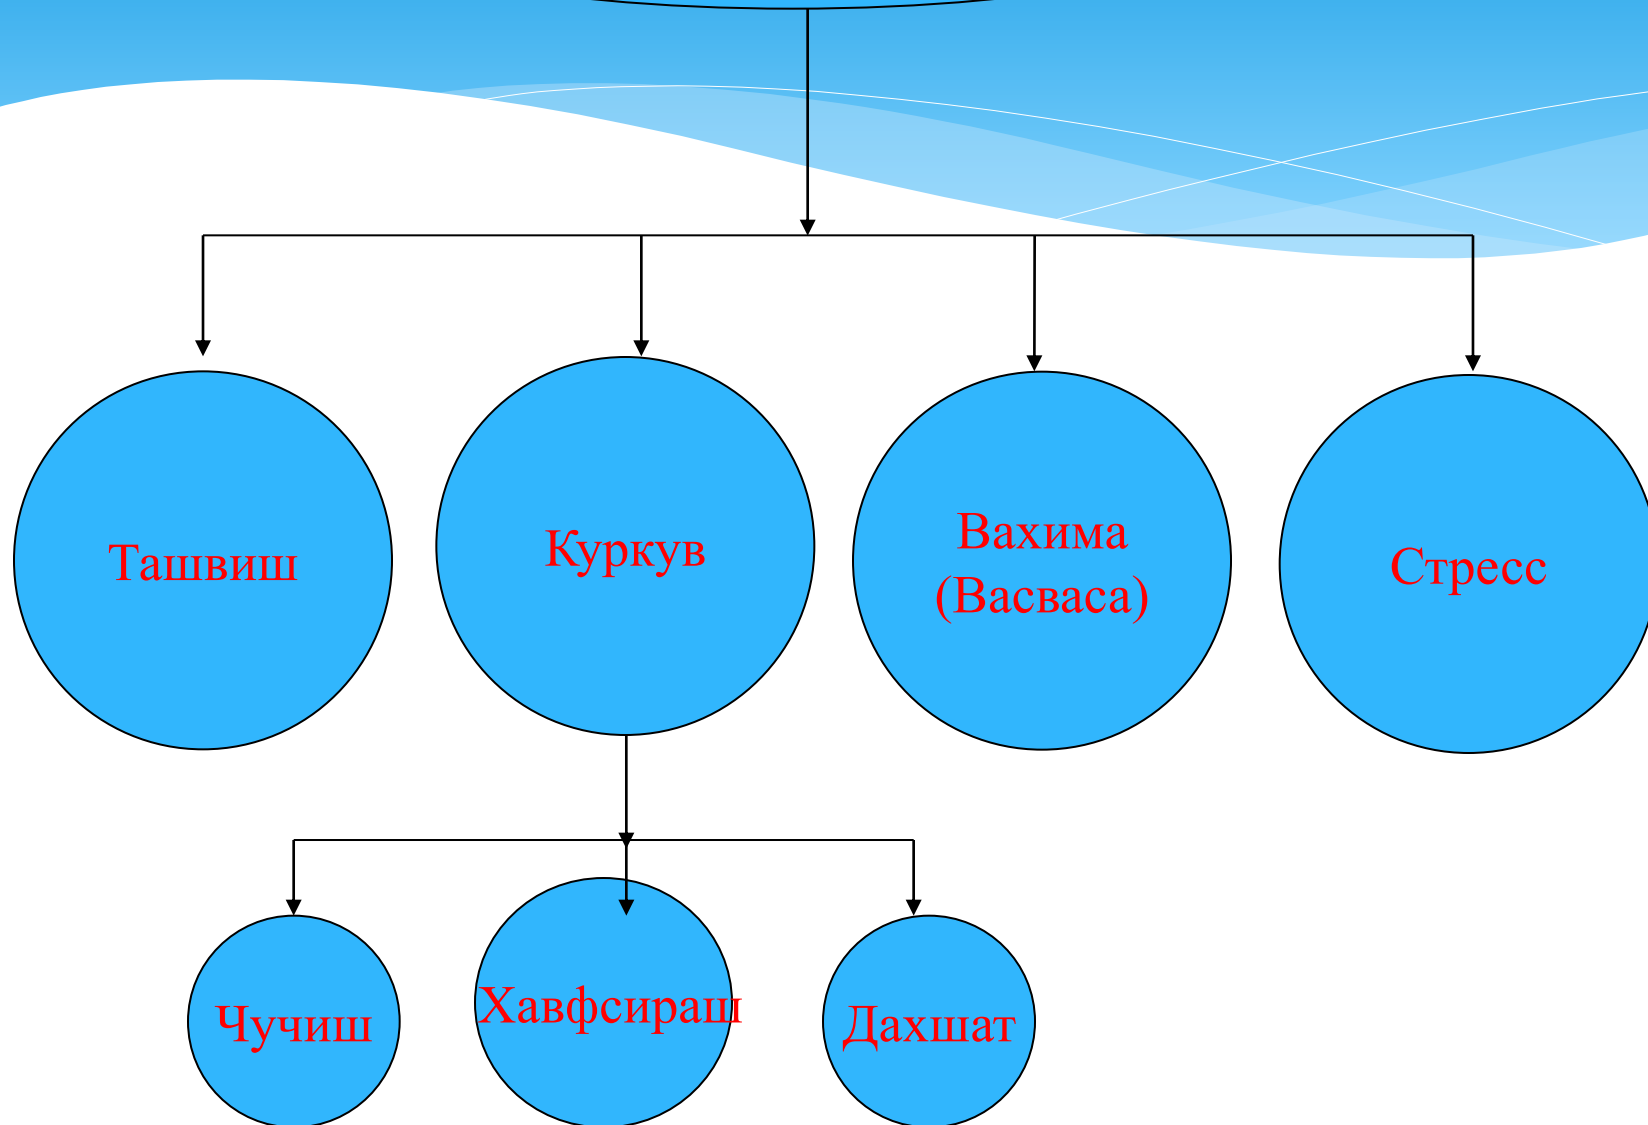 Ташвиш
Куркув
Вахима
(Васваса)
Стресс
Чучиш
Хавфсираш
Дахшат